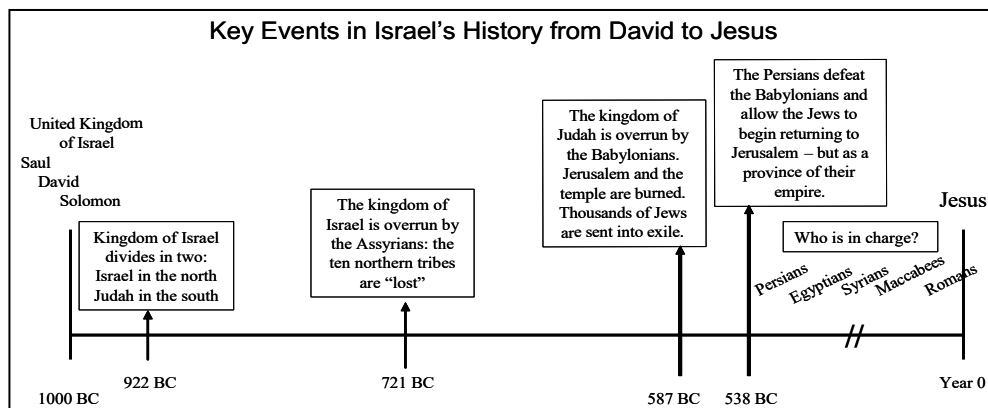 Key Events in Israel's History from David to Jesus
United Kingdom
of Israel
Saul
David
Solomon
Kingdom of Israel
divides in two:
Israel in the north
Judah in the south
The kingdom of
Israel is overrun by
the Assyrians: the
ten northern tribes
are “lost”
The kingdom of
Judah is overrun by
the Babylonians.
Jerusalem and the
temple are burned.
Thousands of Jews
are sent into exile.
The Persians defeat
the Babylonians and
allow the Jews to
begin returning to
Jerusalem – but as a
province of their
empire.
Jesus
Who is in charge?
Persians
Egyptians
Syrians
Maccabees
Romans
1000 BC
922 BC
721 BC
587 BC
538 BC
Year 0